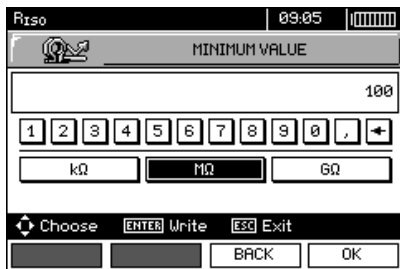 RISO 09:05
MINIMUM VALUE
100
1 2 3 4 5 6 7 8 9 0 , ←
kΩ MΩ GΩ
Choose ENTER Write ESC Exit
BACK OK